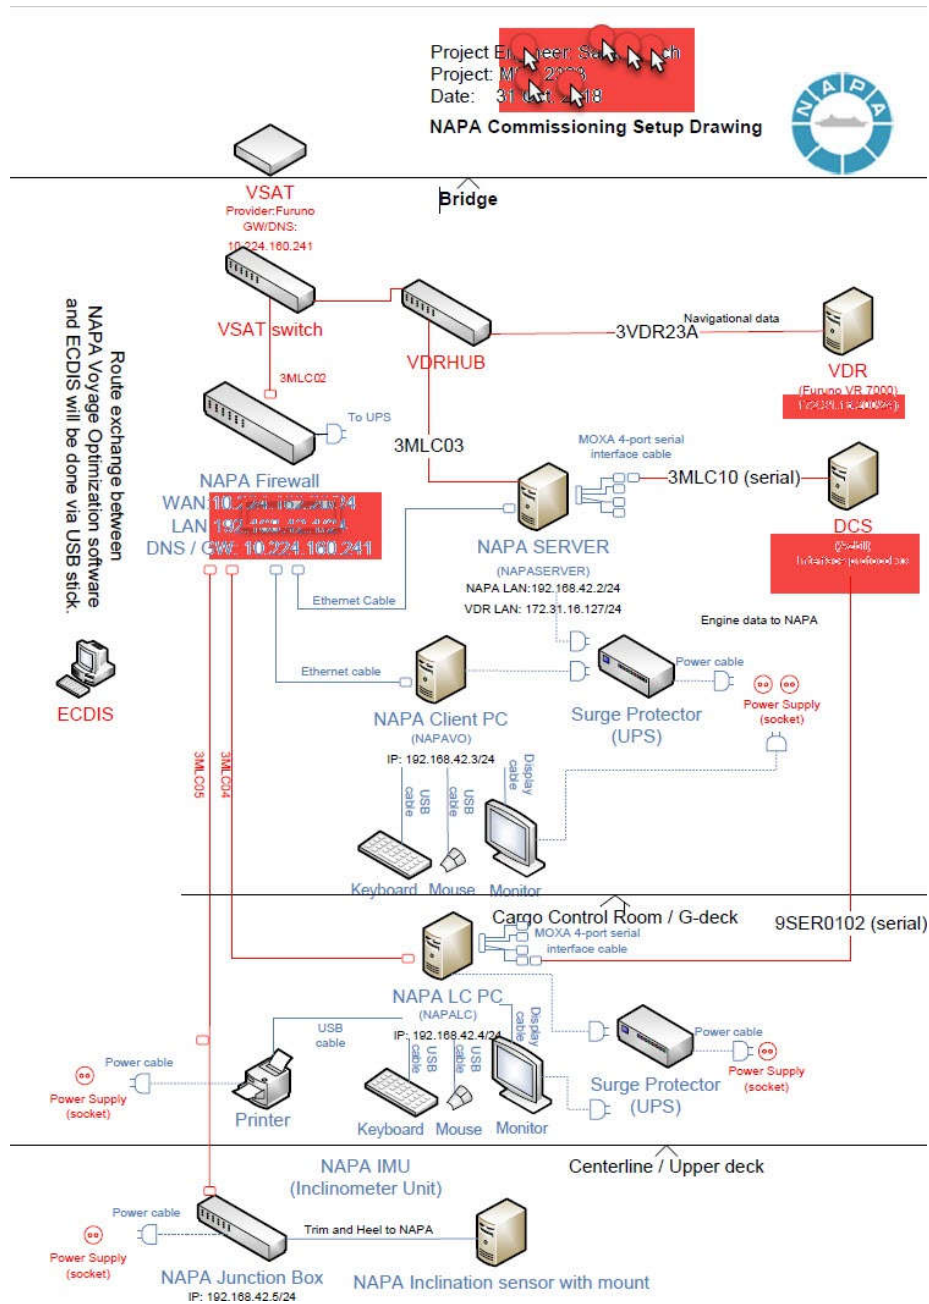 Project
Project:
Date: 31
NAPA Commissioning Setup Drawing
NAPA
VSAT
Provider:Furuno
GW/DNS:
10.224.160.241
Bridge
VSAT switch
VDRHUB
3VDR23A
Navigational data
VDR
(Furuno VR 7000)
Route exchange between
NAPA Voyage Optimization software
and ECDIS will be done via USB stick.
3MLC02
To UPS
3MLC03
MOXA 4-port serial
interface cable
3MLC10 (serial)
DCS
NAPA Firewall
WAN:
LAN
DNS / GW: 10.224.160.241
NAPA SERVER
(NAPASERVER)
NAPA LAN:192.168.42.2/24
VDR LAN: 172.31.16.127/24
Ethernet Cable
Engine data to NAPA
Ethernet cable
Power cable
ECDIS
NAPA Client PC
(NAPAVO)
IP: 192.168.42.3/24
Surge Protector
(UPS)
Power Supply
(socket)
3MLC05
3MLC04
USB
cable
USB
cable
Display
cable
Keyboard
Mouse
Monitor
Cargo Control Room / G-deck
9SER0102 (serial)
MOXA 4-port serial
interface cable
NAPA LC PC
(NAPALC)
IP: 192.168.42.4/24
USB
cable
USB
cable
USB
cable
Display
cable
Power cable
Power Supply
(socket)
Surge Protector
(UPS)
Power cable
Power Supply
(socket)
Printer
Keyboard
Mouse
Monitor
NAPA IMU
(Inclinometer Unit)
Centerline / Upper deck
Power cable
Trim and Heel to NAPA
Power Supply
(socket)
NAPA Junction Box
IP: 192.168.42.5/24
NAPA Inclination sensor with mount